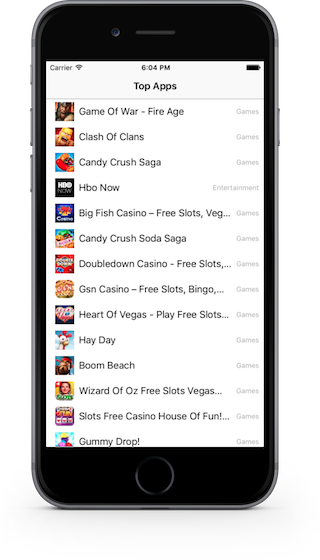 Carrier 6:04 PM
Top Apps
Game Of War - Fire Age Games
Clash Of Clans Games
Candy Crush Saga Games
HBO NOW Hbo Now Entertainment
Big Fish Casino – Free Slots, Veg... Games
Candy Crush Soda Saga Games
Doubledown Casino - Free Slots,... Games
Gsn Casino – Free Slots, Bingo,... Games
Heart Of Vegas - Play Free Slots... Games
Hay Day Games
Boom Beach Games
Wizard Of Oz Free Slots Vegas... Games
Slots Free Casino House Of Fun!... Games
Gummy Drop! Games